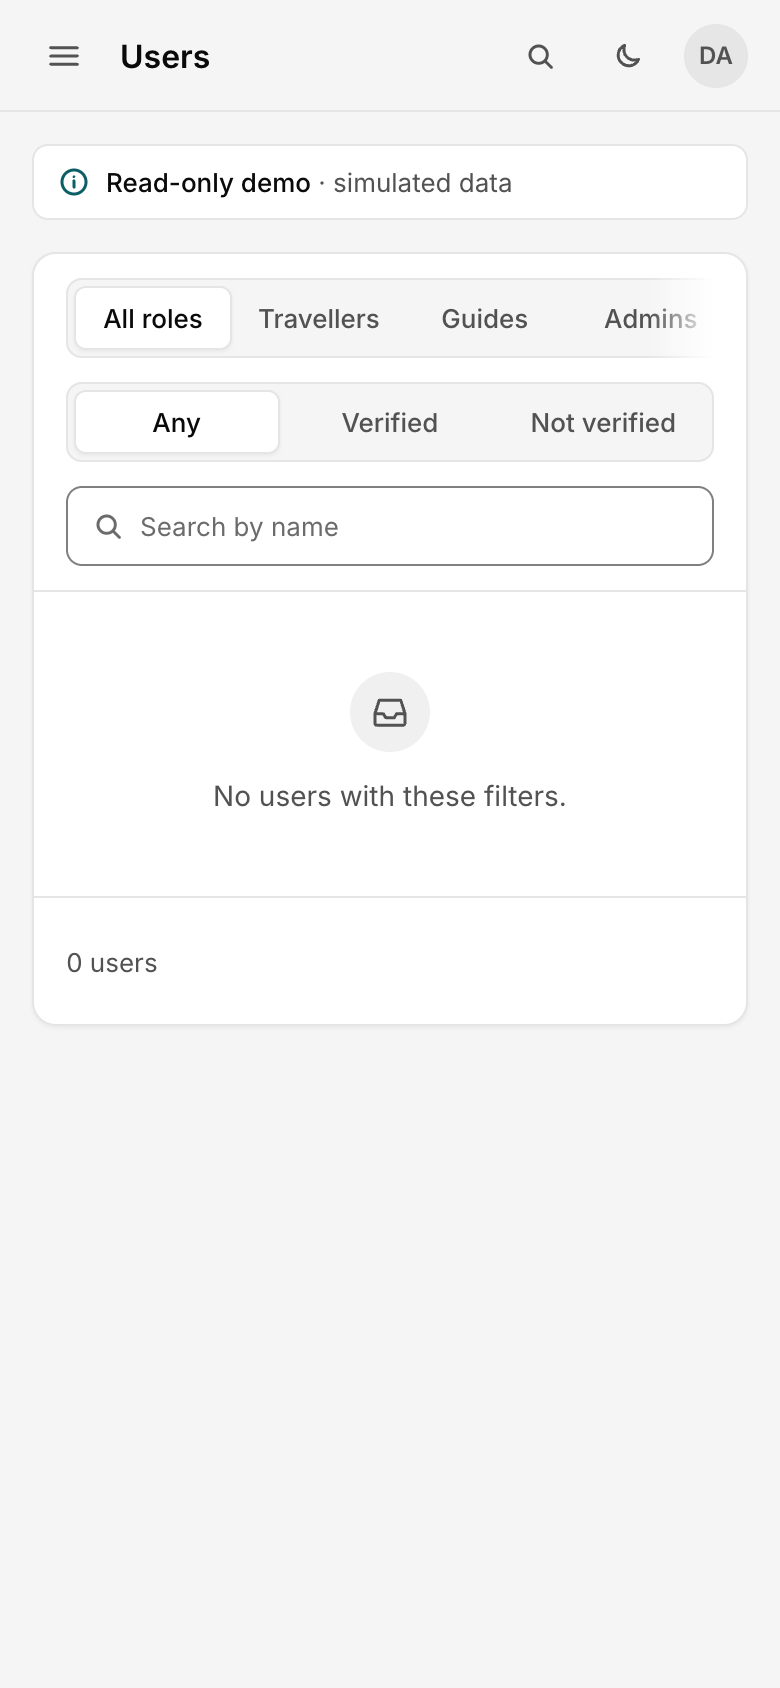 Users
DA
Read-only demo · simulated data
All roles Travellers Guides Admins
Any Verified Not verified
Search by name
No users with these filters.
0 users